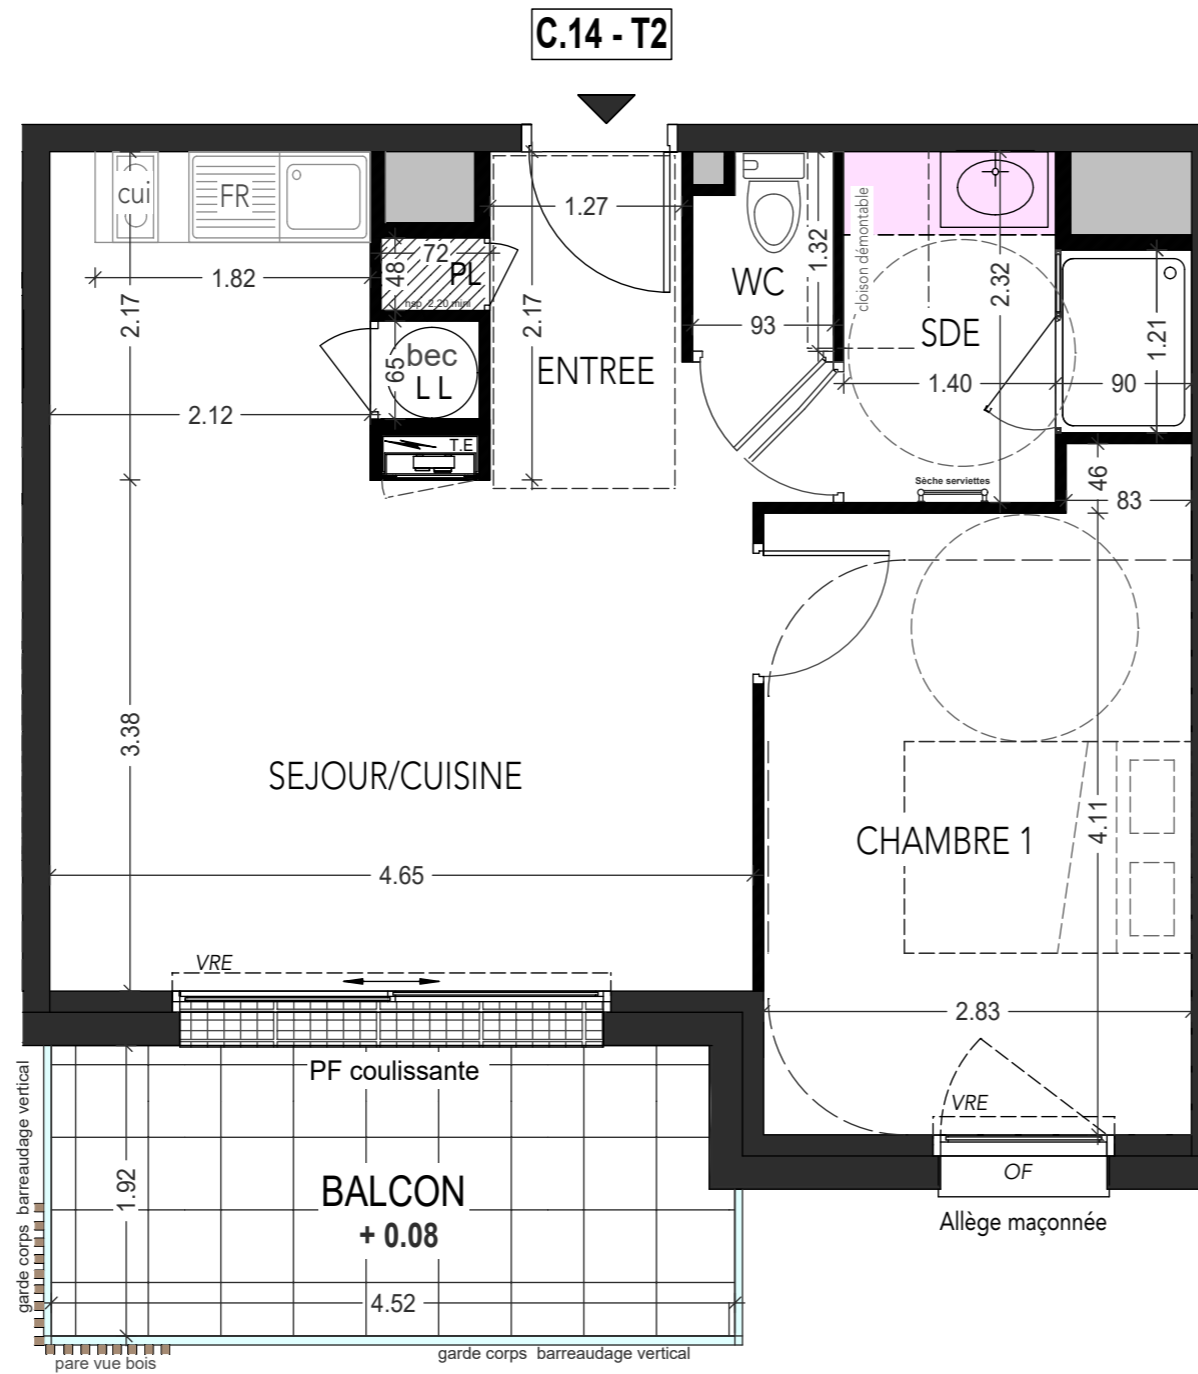 C.14 - T2
cui
FR
1.82
2.17
2.12
72
48
PL
hsp 2.20 mini
65
bec
L L
T.E
1.27
2.17
ENTREE
WC
93
1.32
cloison démontable
2.32
SDE
1.40
90
1.21
Sèche serviettes
46
83
3.38
SEJOUR/CUISINE
4.65
CHAMBRE 1
4.11
2.83
VRE
PF coulissante
VRE
OF
Allège maçonnée
BALCON
+ 0.08
1.92
4.52
garde corps barreaudage vertical
pare vue bois
garde corps barreaudage vertical